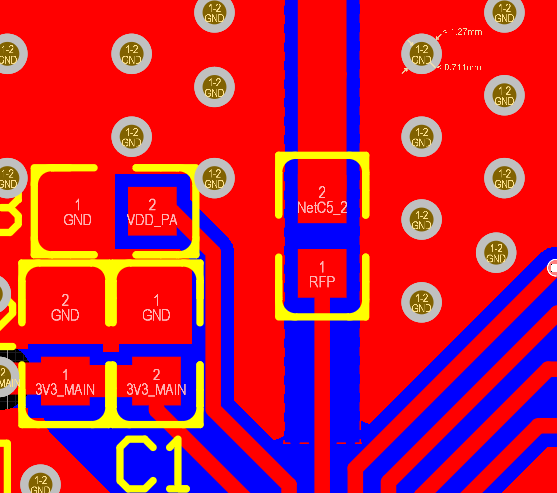 1-2
GND
1-2
GND
1-2
GND
1-2
GND
1-2
GND
1.27mm
0.711mm
1-2
GND
1-2
GND
1-2
GND
1-2
GND
1-2
GND
1-2
GND
1-2
GND
1
GND
2
VDD_PA
2
NetC5_2
1-2
GND
1-2
GND
1
RFP
2
GND
1
GND
1-2
GND
1
3V3_MAIN
2
3V3_MAIN
C1
1-2
GND